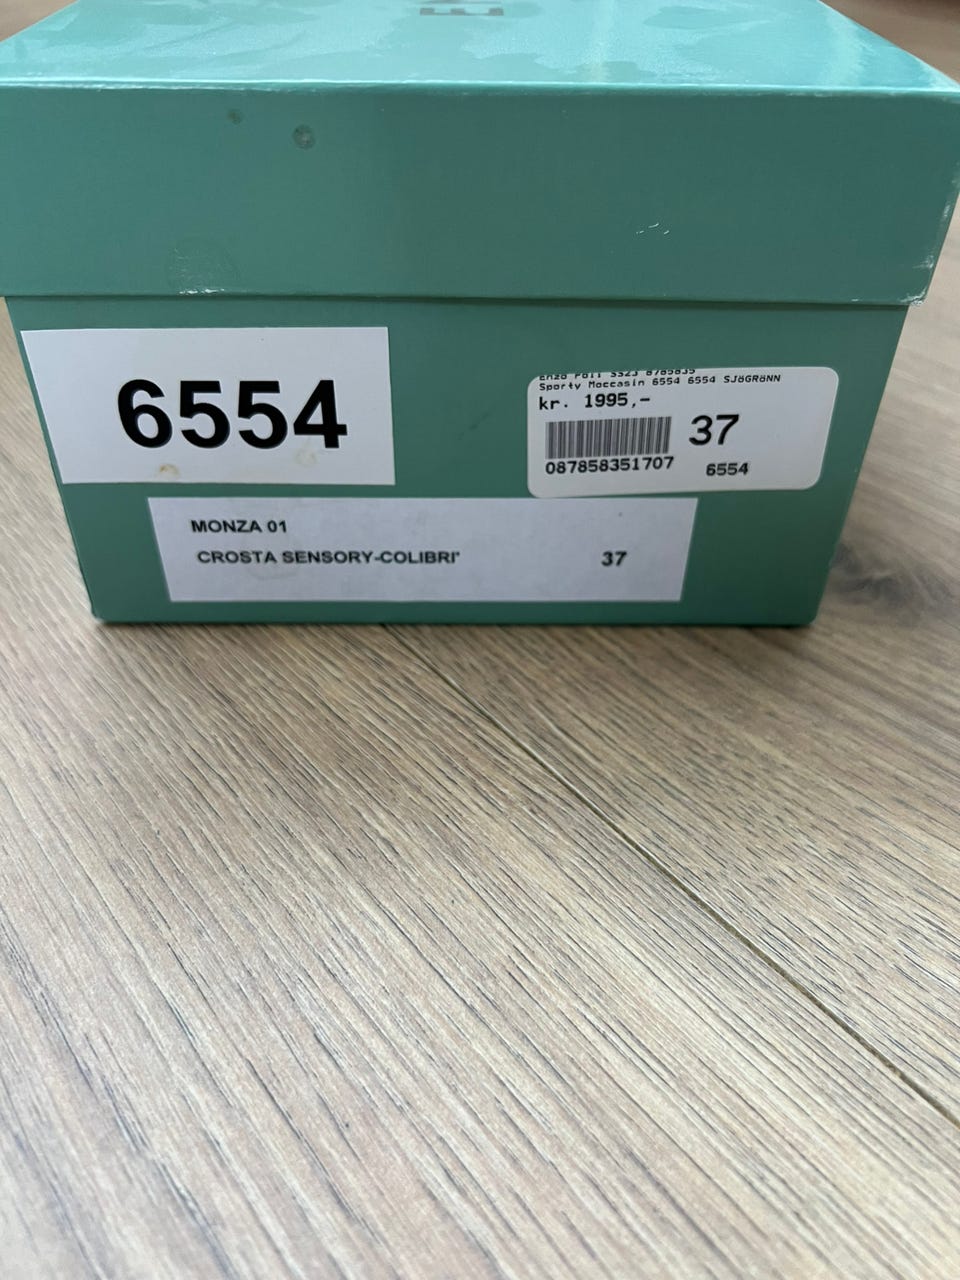 6554
Enzo Poli SS23 8785835
Sporty Moccasin 6554 6554 SJöGRöNN
kr. 1995,-
37
087858351707
6554
MONZA 01
CROSTA SENSORY-COLIBRI'
37